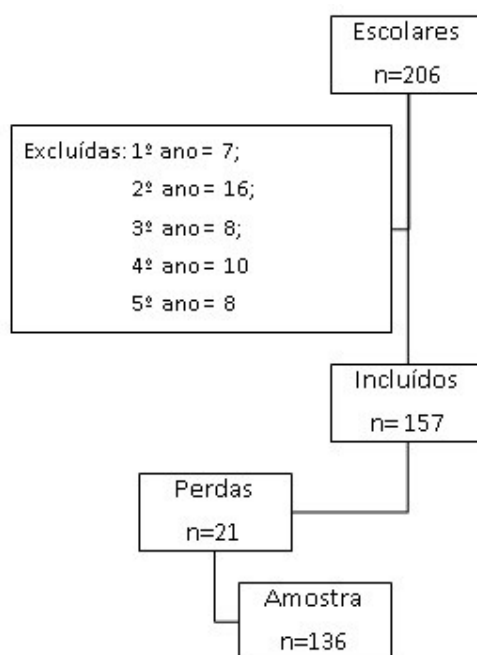 Escolares
n=206
Excluídas: 1º ano= 7;
2º ano= 16;
3º ano= 8;
4º ano= 10
5º ano= 8
Incluídos
n= 157
Perdas
n=21
Amostra
n=136